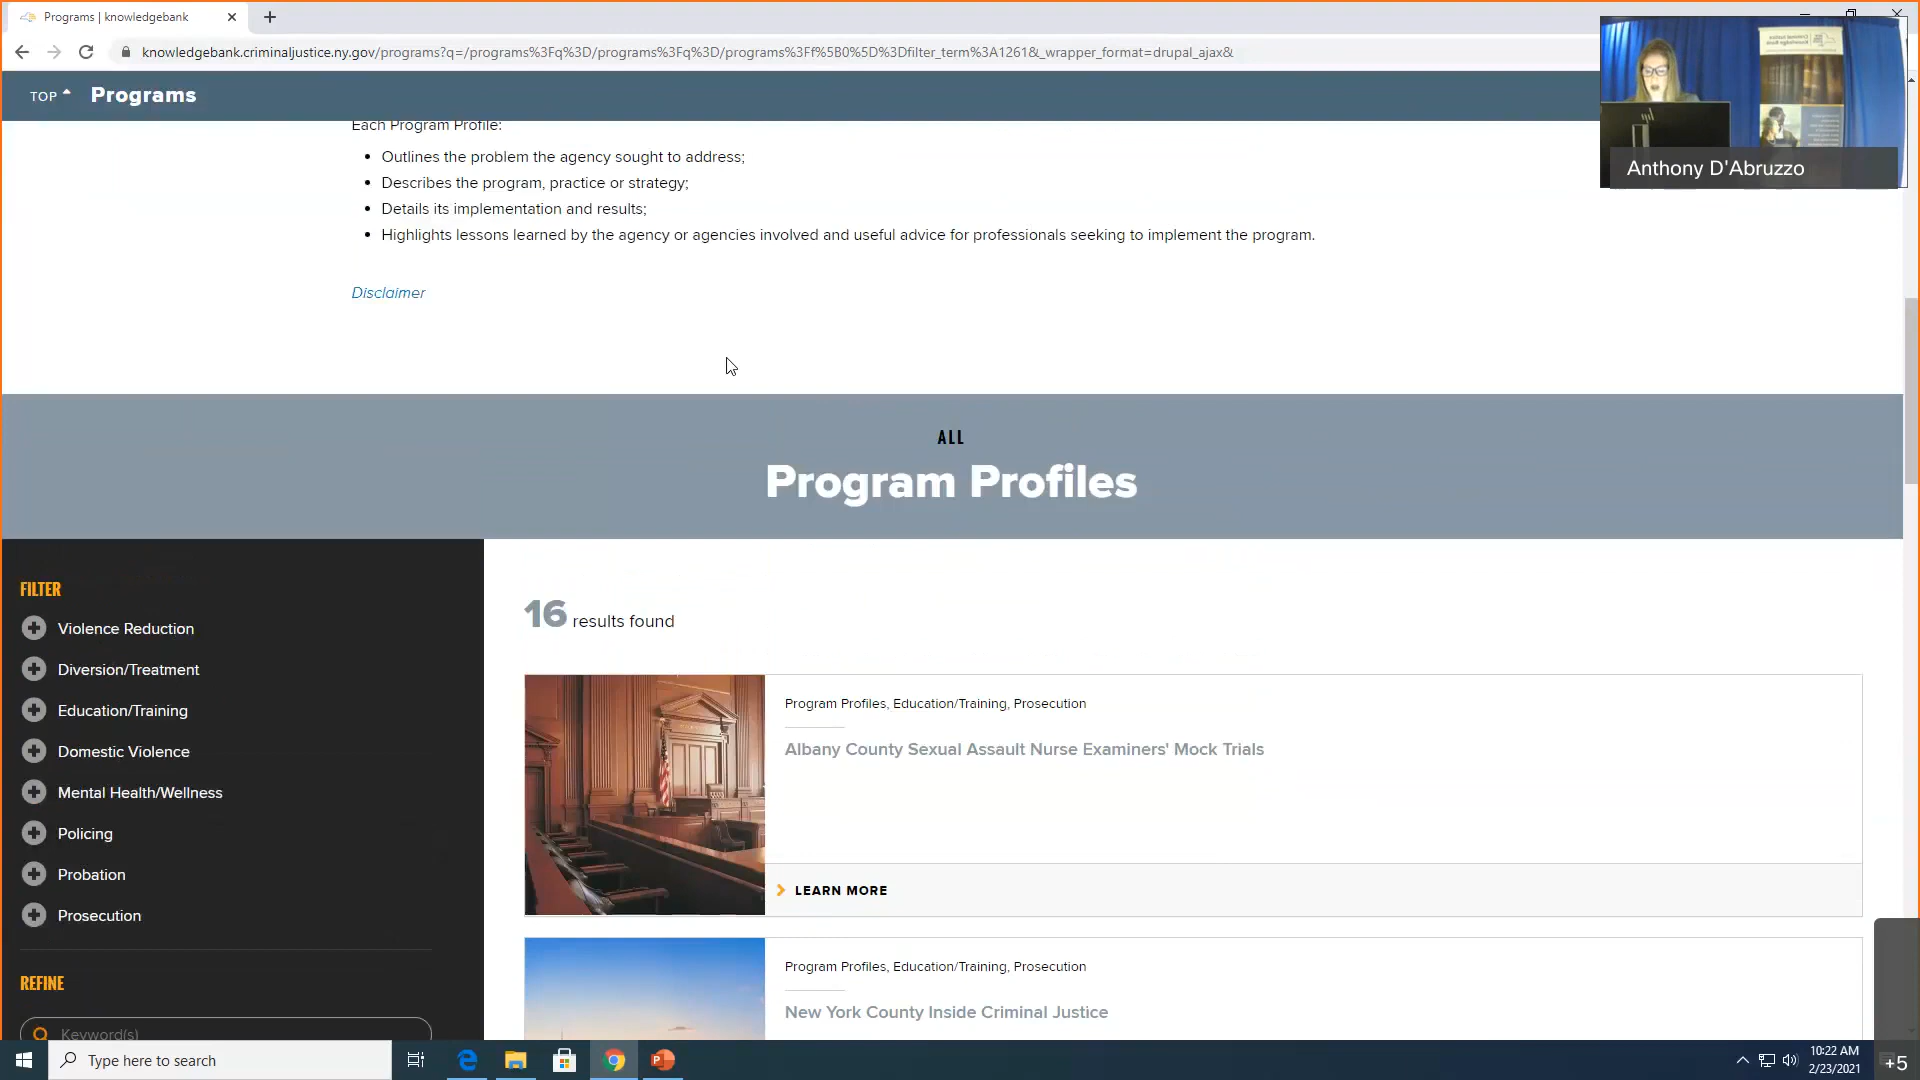 Programs | knowledgebank
knowledgebank.criminaljustice.ny.gov/programs?q=/programs%3Fq%3D/programs%3Fq%3D/programs%3Ff%5B0%5D%3Dfilter_term%3A1261&_wrapper_format=drupal_ajax&
TOP Programs
Anthony D'Abruzzo
Each Program Profile:
• Outlines the problem the agency sought to address;
• Describes the program, practice or strategy;
• Details its implementation and results;
• Highlights lessons learned by the agency or agencies involved and useful advice for professionals seeking to implement the program.
Disclaimer
ALL
Program Profiles
FILTER
Violence Reduction
Diversion/Treatment
Education/Training
Domestic Violence
Mental Health/Wellness
Policing
Probation
Prosecution
REFINE
Keyword(s)
16 results found
Program Profiles, Education/Training, Prosecution
Albany County Sexual Assault Nurse Examiners' Mock Trials
LEARN MORE
Program Profiles, Education/Training, Prosecution
New York County Inside Criminal Justice
Type here to search
10:22 AM
2/23/2021
+5